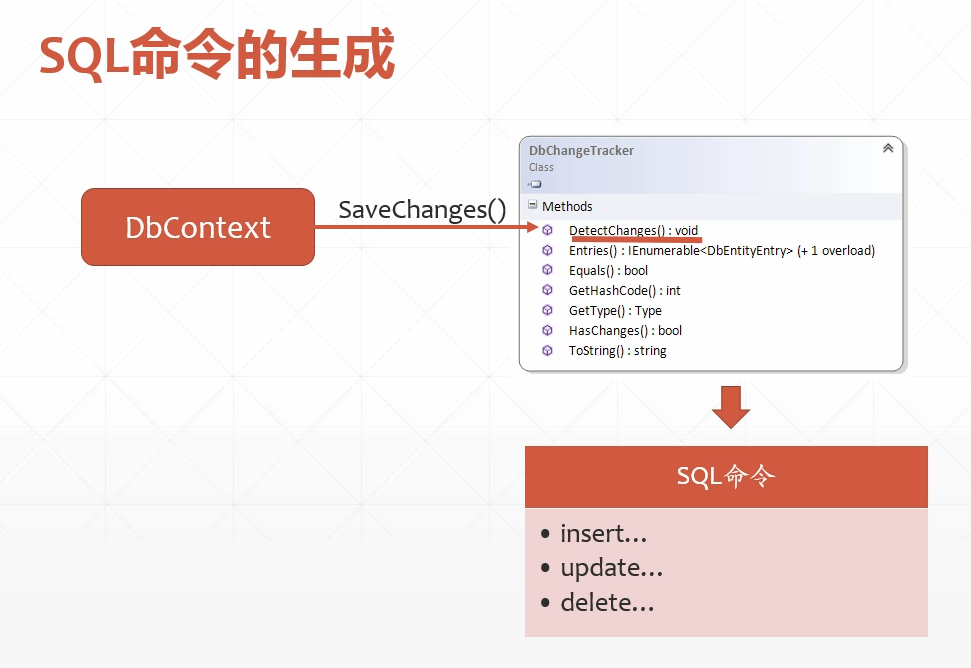 SQL命令的生成
DbContext
SaveChanges()
DbChangeTracker
Class
Methods
DetectChanges() : void
Entries() : IEnumerable<DbEntityEntry> (+ 1 overload)
Equals() : bool
GetHashCode() : int
GetType() : Type
HasChanges() : bool
ToString() : string
SQL命令
• insert…
• update…
• delete…